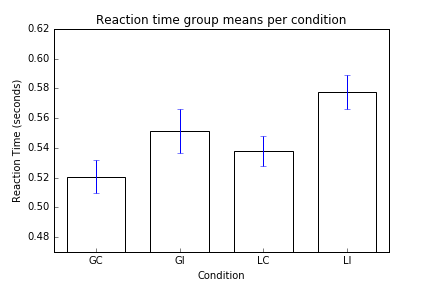 Reaction time group means per condition
0.62
0.60
0.58
0.56
0.54
0.52
0.50
0.48
Reaction Time (seconds)
GC GI LC LI
Condition